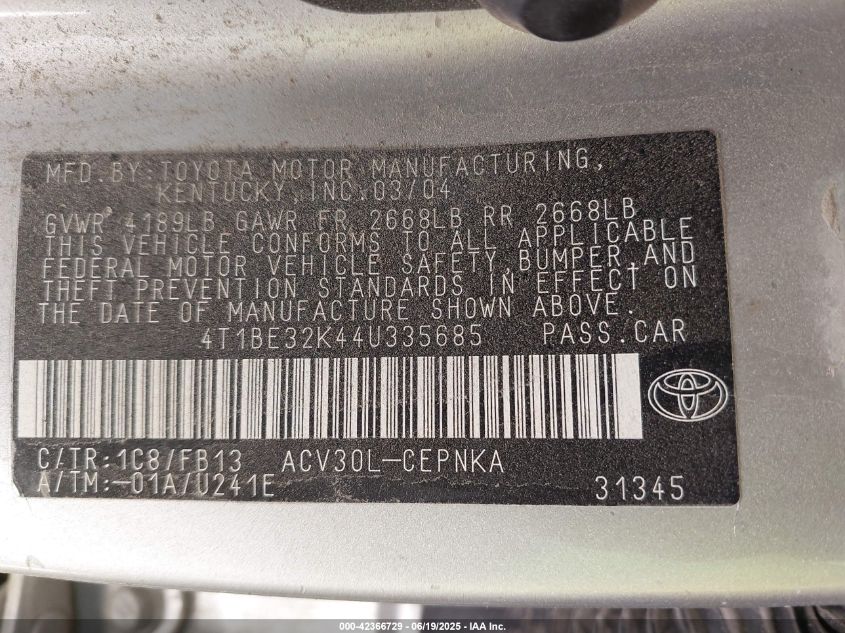 MFD.BY:TOYOTA MOTOR MANUFACTURING,
KENTUCKY,INC.03/04
GVWR 4189LB GAWR FR 2668LB RR 2668LB
THIS VEHICLE CONFORMS TO ALL APPLICABLE
FEDERAL MOTOR VEHICLE SAFETY,BUMPER,AND
THEFT PREVENTION STANDARDS IN EFFECT ON
THE DATE OF MANUFACTURE SHOWN ABOVE.
4T1BE32K44U335685 PASS.CAR
C/TR:1C8/FB13 ACV30L-CEPNKA
A/TM:-01A/U241E 31345
000-42366729 - 06/19/2025 - IAA Inc.